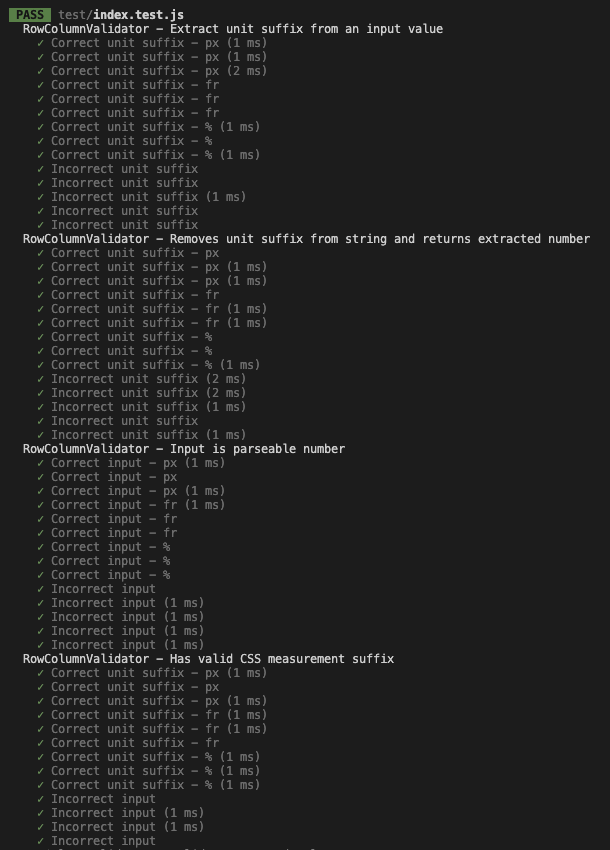 PASS test/index.test.js
RowColumnValidator – Extract unit suffix from an input value
✓ Correct unit suffix – px (1 ms)
✓ Correct unit suffix – px (1 ms)
✓ Correct unit suffix – px (2 ms)
✓ Correct unit suffix – fr
✓ Correct unit suffix – fr
✓ Correct unit suffix – fr
✓ Correct unit suffix – % (1 ms)
✓ Correct unit suffix – %
✓ Correct unit suffix – % (1 ms)
✓ Incorrect unit suffix
✓ Incorrect unit suffix
✓ Incorrect unit suffix (1 ms)
✓ Incorrect unit suffix
✓ Incorrect unit suffix
RowColumnValidator – Removes unit suffix from string and returns extracted number
✓ Correct unit suffix – px
✓ Correct unit suffix – px (1 ms)
✓ Correct unit suffix – px (1 ms)
✓ Correct unit suffix – fr
✓ Correct unit suffix – fr (1 ms)
✓ Correct unit suffix – fr (1 ms)
✓ Correct unit suffix – %
✓ Correct unit suffix – %
✓ Correct unit suffix – % (1 ms)
✓ Incorrect unit suffix (2 ms)
✓ Incorrect unit suffix (2 ms)
✓ Incorrect unit suffix (1 ms)
✓ Incorrect unit suffix
✓ Incorrect unit suffix (1 ms)
RowColumnValidator – Input is parseable number
✓ Correct input – px (1 ms)
✓ Correct input – px
✓ Correct input – px (1 ms)
✓ Correct input – fr (1 ms)
✓ Correct input – fr
✓ Correct input – fr
✓ Correct input – %
✓ Correct input – %
✓ Correct input – %
✓ Incorrect input
✓ Incorrect input (1 ms)
✓ Incorrect input (1 ms)
✓ Incorrect input (1 ms)
✓ Incorrect input (1 ms)
RowColumnValidator – Has valid CSS measurement suffix
✓ Correct unit suffix – px (1 ms)
✓ Correct unit suffix – px
✓ Correct unit suffix – px (1 ms)
✓ Correct unit suffix – fr (1 ms)
✓ Correct unit suffix – fr (1 ms)
✓ Correct unit suffix – fr
✓ Correct unit suffix – % (1 ms)
✓ Correct unit suffix – % (1 ms)
✓ Correct unit suffix – % (1 ms)
✓ Incorrect input
✓ Incorrect input (1 ms)
✓ Incorrect input (1 ms)
✓ Incorrect input